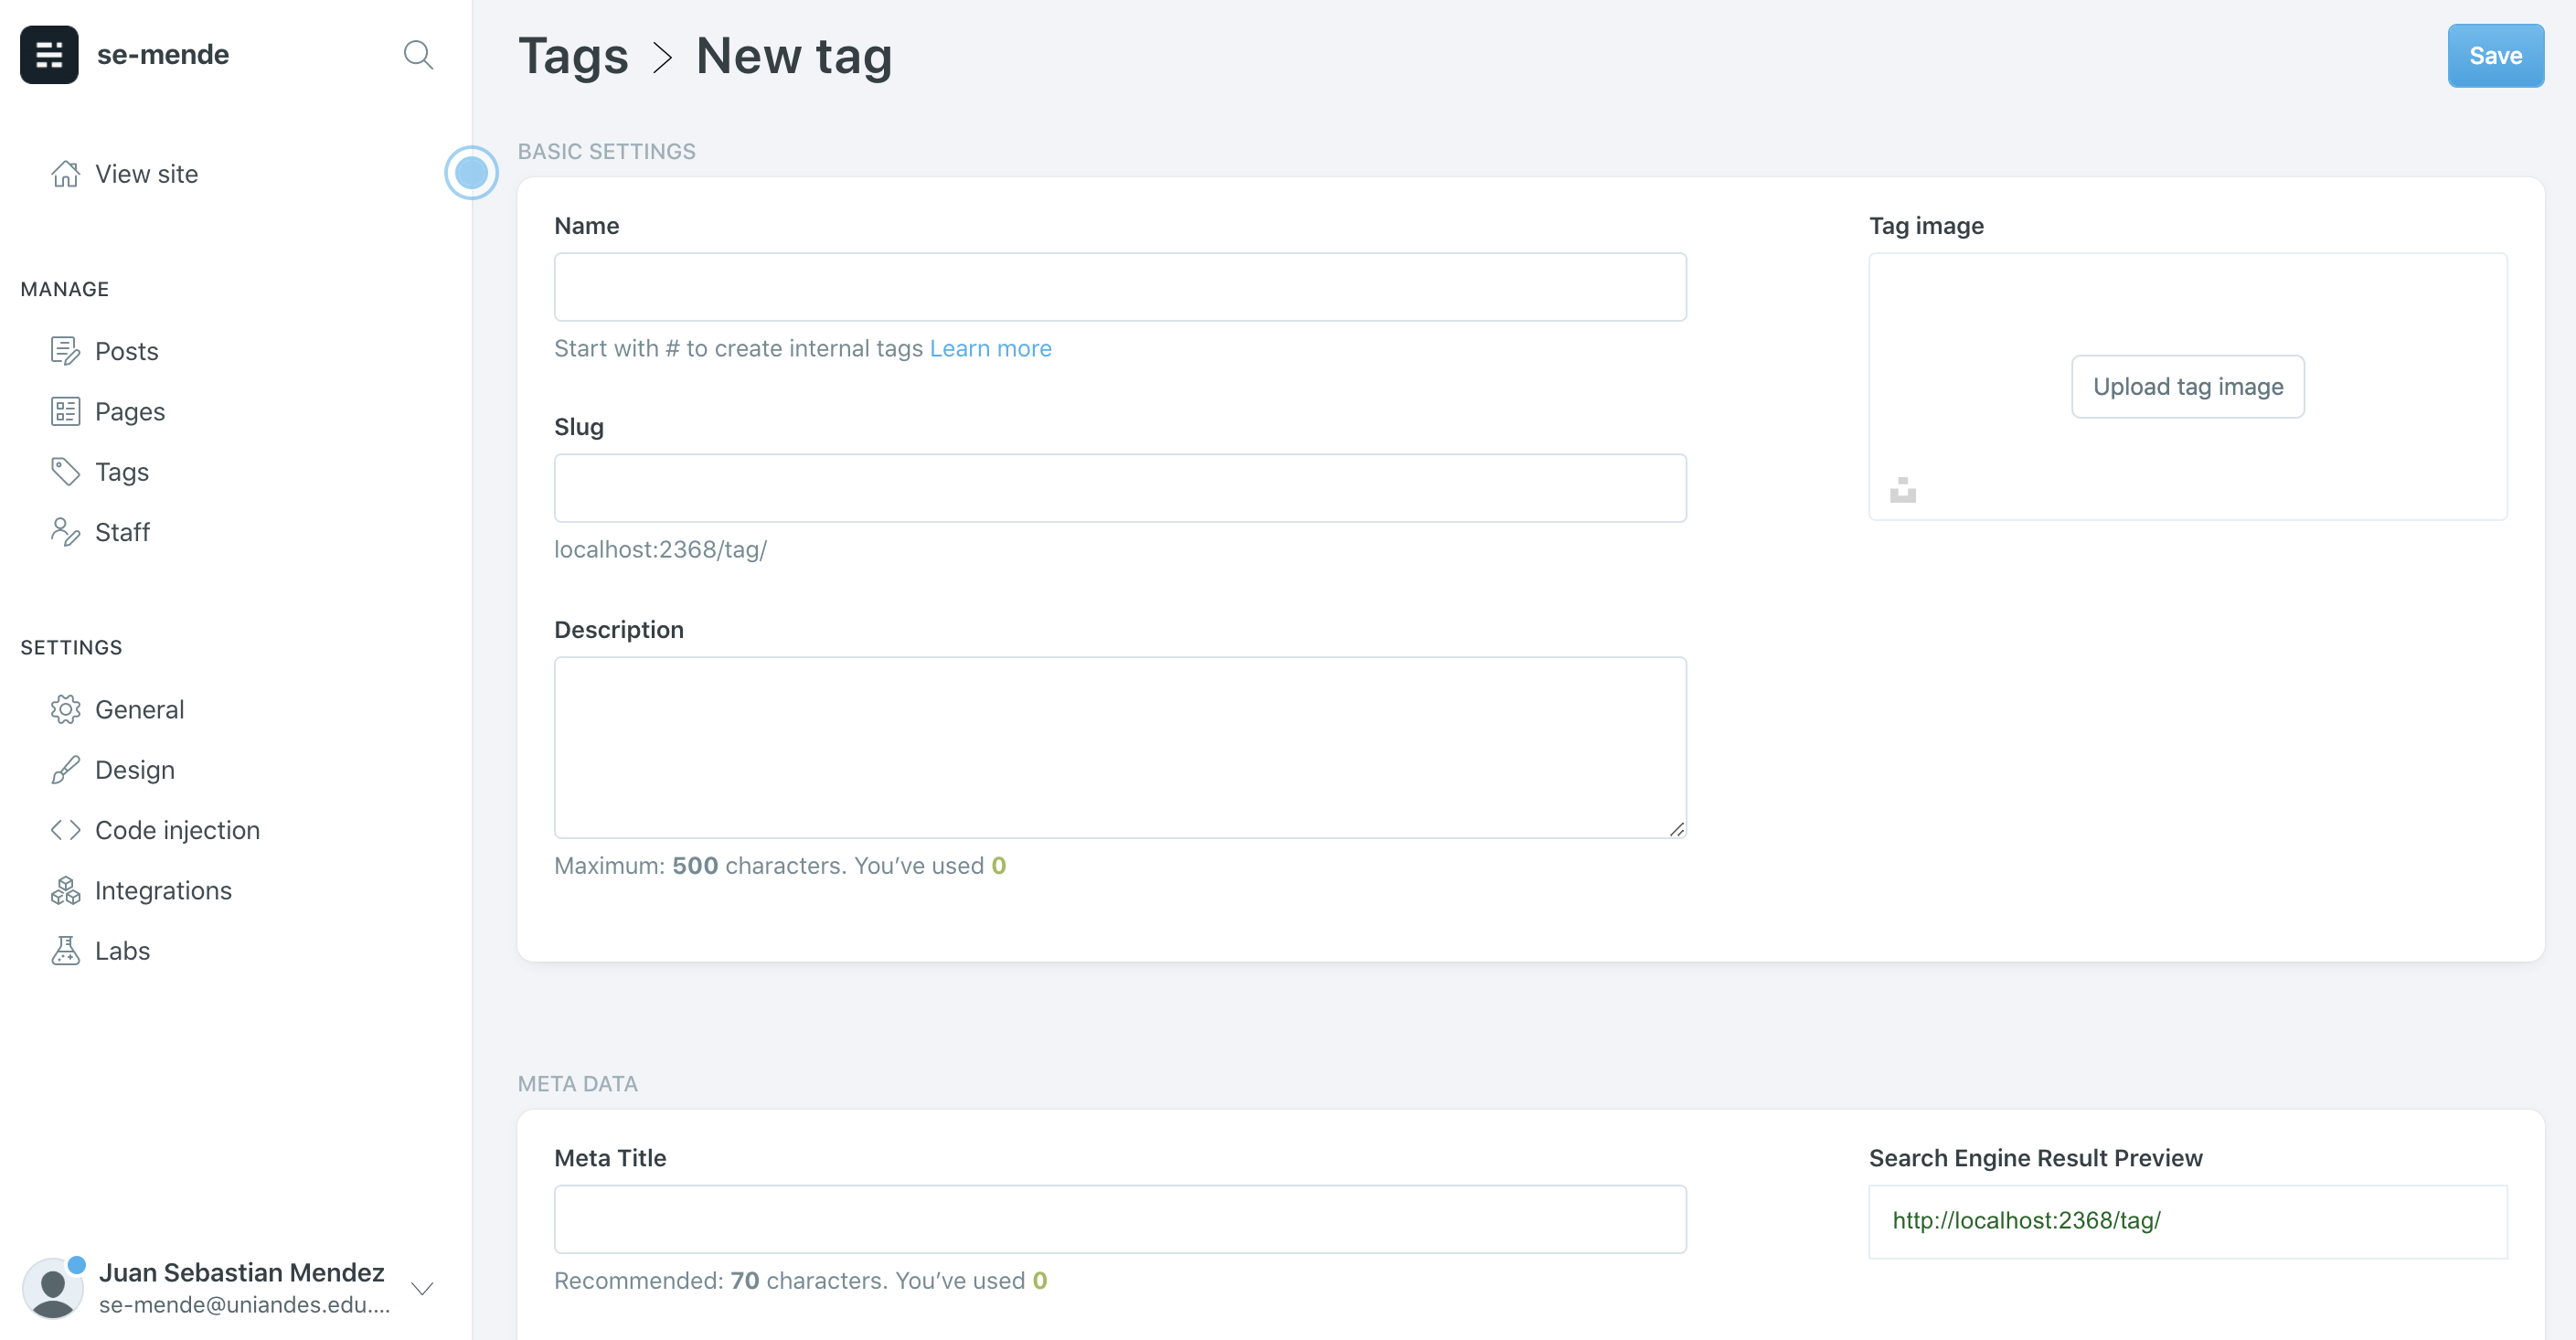 se-mende
View site
MANAGE
Posts
Pages
Tags
Staff
SETTINGS
General
Design
Code injection
Integrations
Labs
Juan Sebastian Mendez
se-mende@uniandes.edu....
Tags > New tag
Save
BASIC SETTINGS
Name
Start with # to create internal tags Learn more
Slug
localhost:2368/tag/
Description
Maximum: 500 characters. You’ve used 0
Tag image
Upload tag image
META DATA
Meta Title
Recommended: 70 characters. You’ve used 0
Search Engine Result Preview
http://localhost:2368/tag/